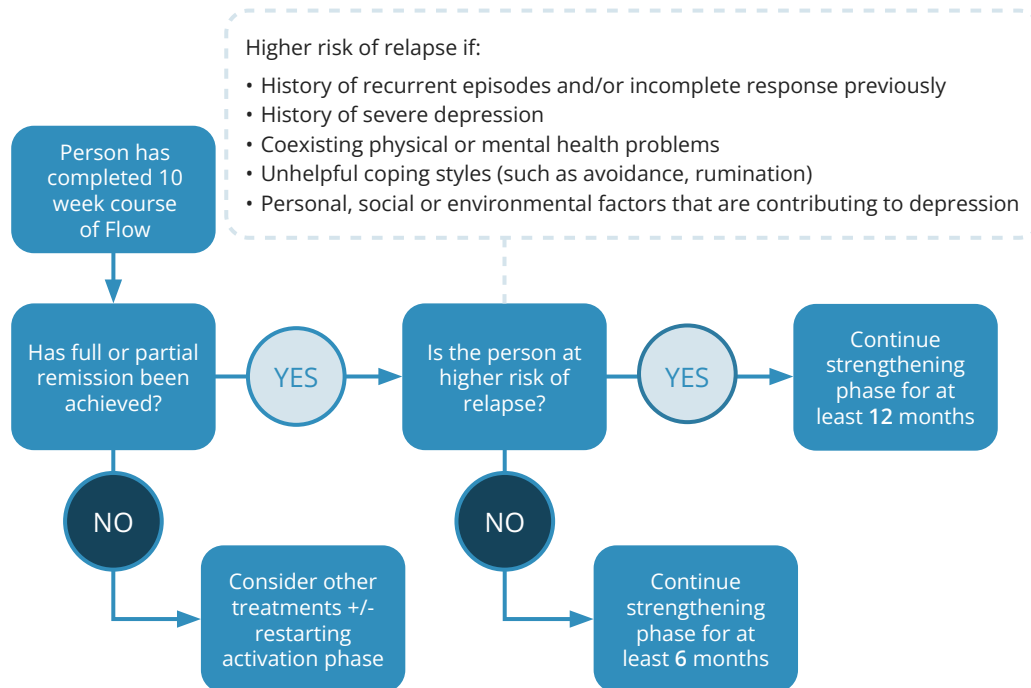 Higher risk of relapse if:
• History of recurrent episodes and/or incomplete response previously
• History of severe depression
• Coexisting physical or mental health problems
• Unhelpful coping styles (such as avoidance, rumination)
• Personal, social or environmental factors that are contributing to depression
Person has
completed 10
week course
of Flow
Has full or partial
remission been
achieved?
YES
Is the person at
higher risk of
relapse?
YES
Continue
strengthening
phase for at
least 12 months
NO
Consider other
treatments +/-
restarting
activation phase
NO
Continue
strengthening
phase for at
least 6 months